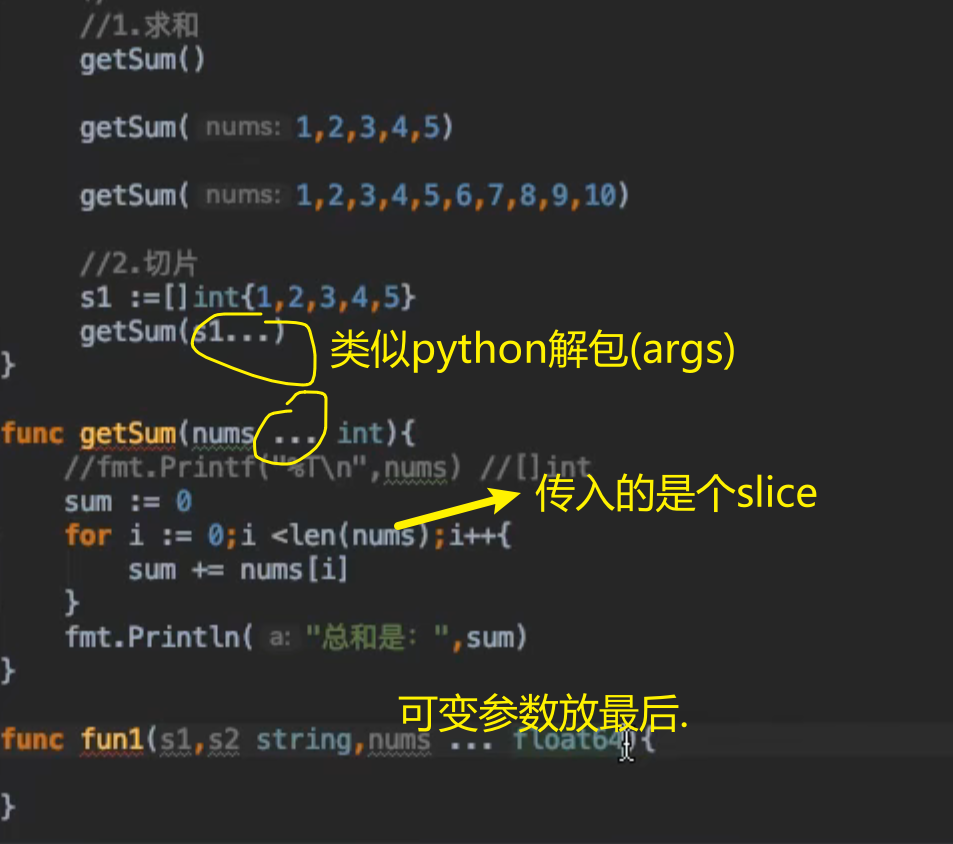 //1.求和
getSum()
getSum( nums: 1,2,3,4,5)
getSum( nums: 1,2,3,4,5,6,7,8,9,10)
//2.切片
s1 :=[]int{1,2,3,4,5}
getSum(s1...)
类似python解包(args)
}
func getSum(nums ... int){
//fmt.Printf("%T\n",nums) //[]int
传入的是个slice
sum := 0
for i := 0;i <len(nums);i++{
sum += nums[i]
}
fmt.Println( a: "总和是：",sum)
}
可变参数放最后.
func fun1(s1,s2 string,nums ... float64){
}